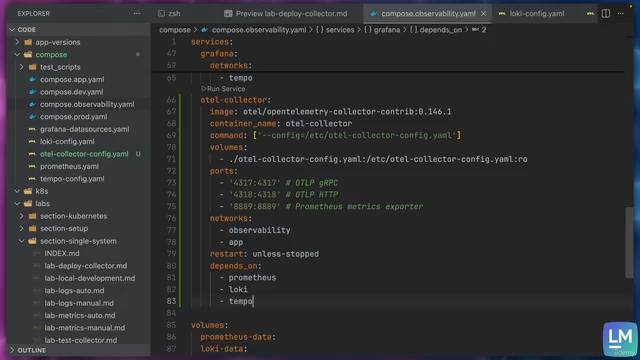 EXPLORER
zsh
Preview lab-deploy-collector.md
compose.observability.yaml
loki-config.yaml
CODE
compose > compose.observability.yaml > {} services > {} grafana > [ ] depends_on > 2
app-versions
compose
test_scripts
compose.app.yaml
compose.dev.yaml
compose.observability.yaml
compose.prod.yaml
grafana-datasources.yaml
loki-config.yaml
otel-collector-config.yaml U
prometheus.yaml
tempo-config.yaml
k8s
labs
section-kubernetes
section-setup
section-single-system
INDEX.md
lab-deploy-collector.md
lab-local-development.md
lab-logs-auto.md
lab-logs-manual.md
lab-metrics-auto.md
lab-metrics-manual.md
lab-test-collector.md
OUTLINE
1 services:
47 grafana:
59 networks:
65 - tempo
Run Service
66 otel-collector:
67 image: otel/opentelemetry-collector-contrib:0.146.1
68 container_name: otel-collector
69 command: ['--config=/etc/otel-collector-config.yaml']
70 volumes:
71 - ./otel-collector-config.yaml:/etc/otel-collector-config.yaml:ro
72 ports:
73 - '4317:4317' # OTLP gRPC
74 - '4318:4318' # OTLP HTTP
75 - '8889:8889' # Prometheus metrics exporter
76 networks:
77 - observability
78 - app
79 restart: unless-stopped
80 depends_on:
81 - prometheus
82 - loki
83 - tempo
85 volumes:
86 prometheus-data:
87 loki-data:
LM
udemy